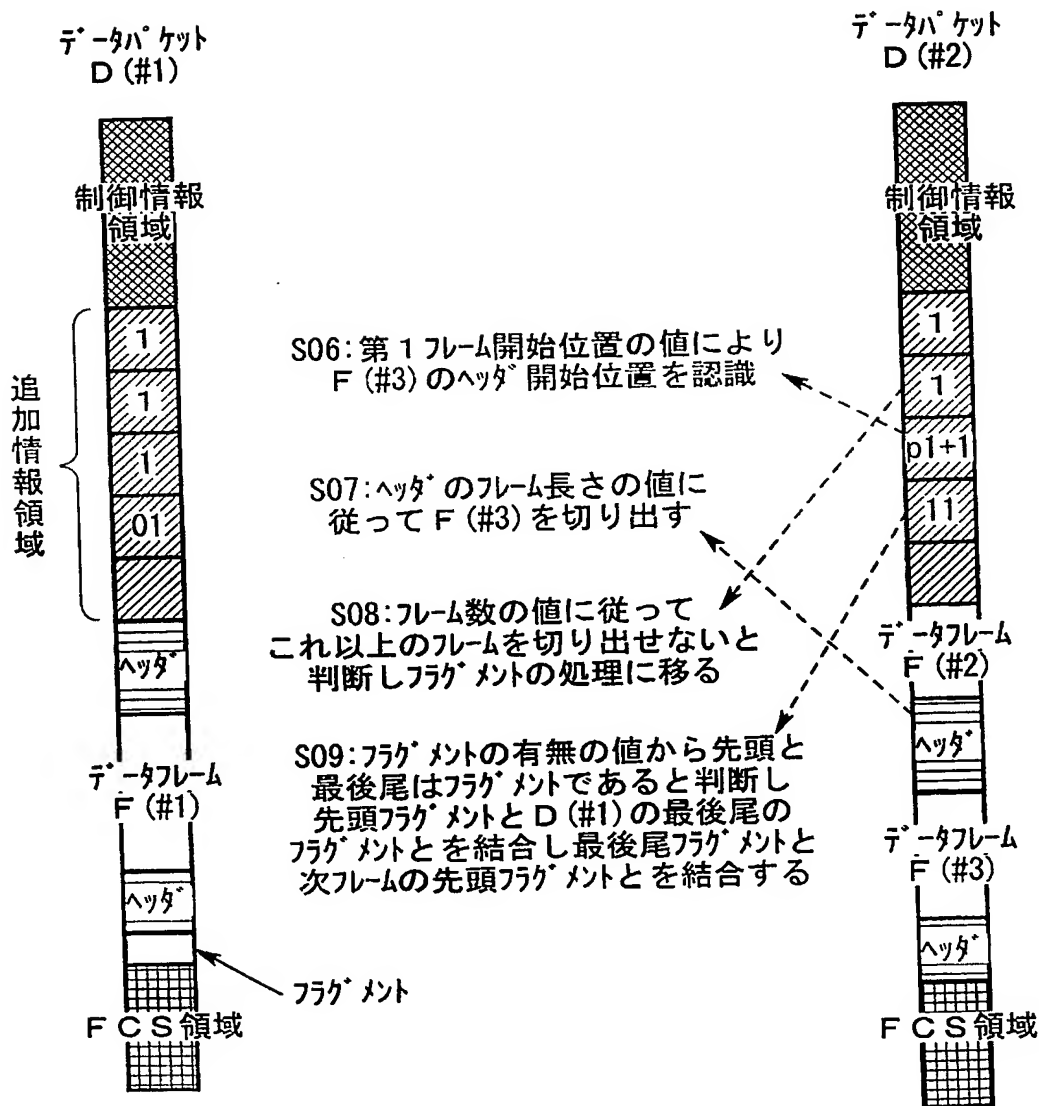 データパケット
D (#1)
制御情報
領域
追加情報領域
1
1
1
01
ヘッダ
データフレーム
F (#1)
ヘッダ
フラグメント
FCS領域
S06:第1フレーム開始位置の値により
F (#3)のヘッダ開始位置を認識
S07:ヘッダのフレーム長さの値に
従ってF (#3)を切り出す
S08:フレーム数の値に従って
これ以上のフレームを切り出せないと
判断しフラグメントの処理に移る
S09:フラグメントの有無の値から先頭と
最後尾はフラグメントであると判断し
先頭フラグメントとD (#1)の最後尾の
フラグメントとを結合し最後尾フラグメントと
次フレームの先頭フラグメントとを結合する
データパケット
D (#2)
制御情報
領域
1
1
p1+1
11
データフレーム
F (#2)
ヘッダ
データフレーム
F (#3)
ヘッダ
FCS領域